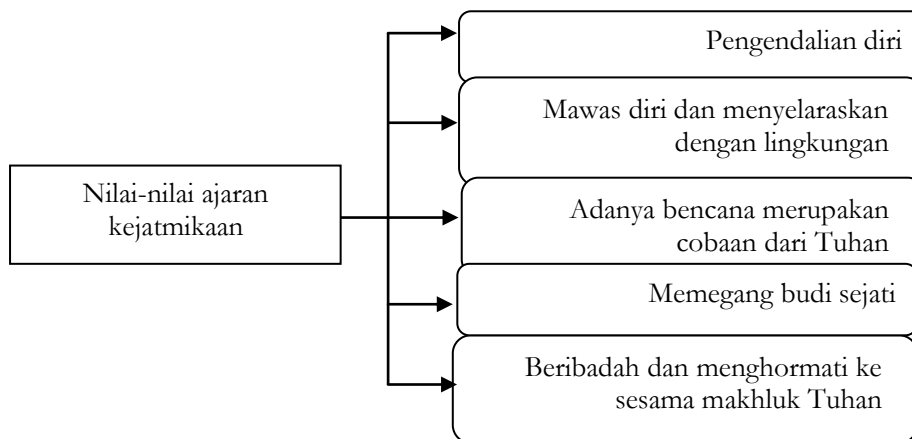 Nilai-nilai ajaran
kejatmikaan
Pengendalian diri
Mawas diri dan menyelaraskan
dengan lingkungan
Adanya bencana merupakan
cobaan dari Tuhan
Memegang budi sejati
Beribadah dan menghormati ke
sesama makhluk Tuhan